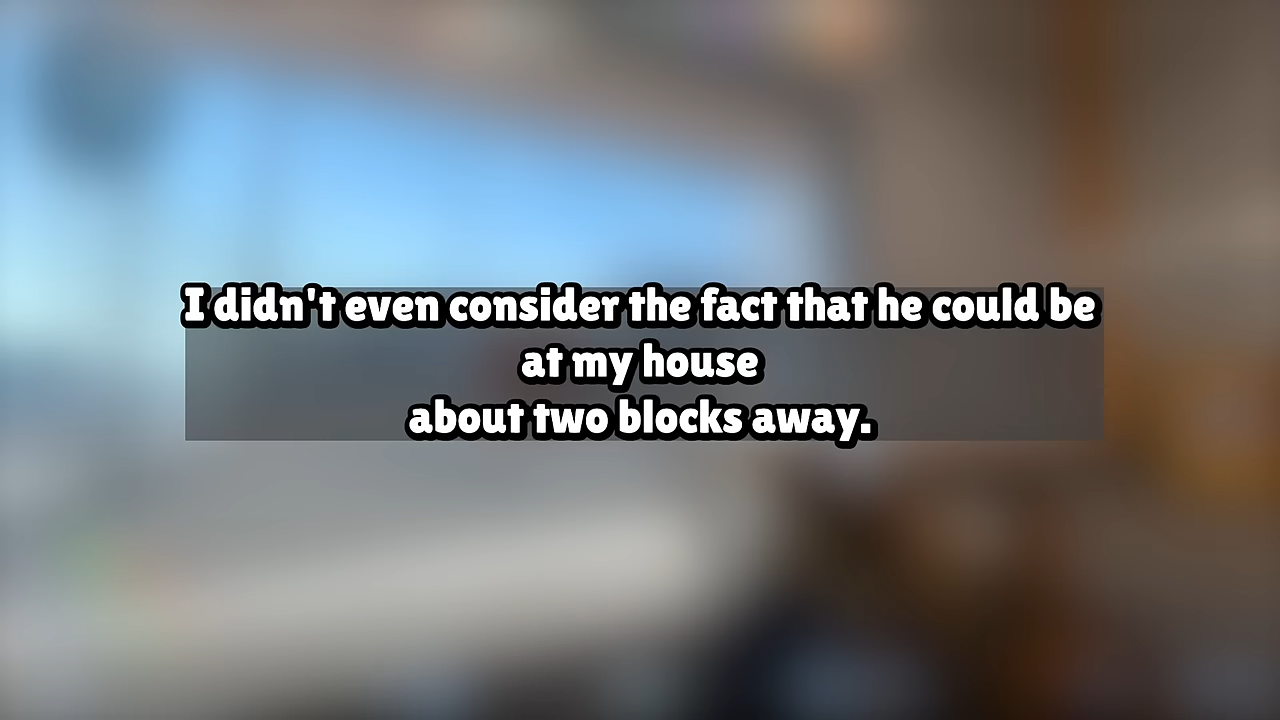 I didn't even consider the fact that he could be
at my house
about two blocks away.